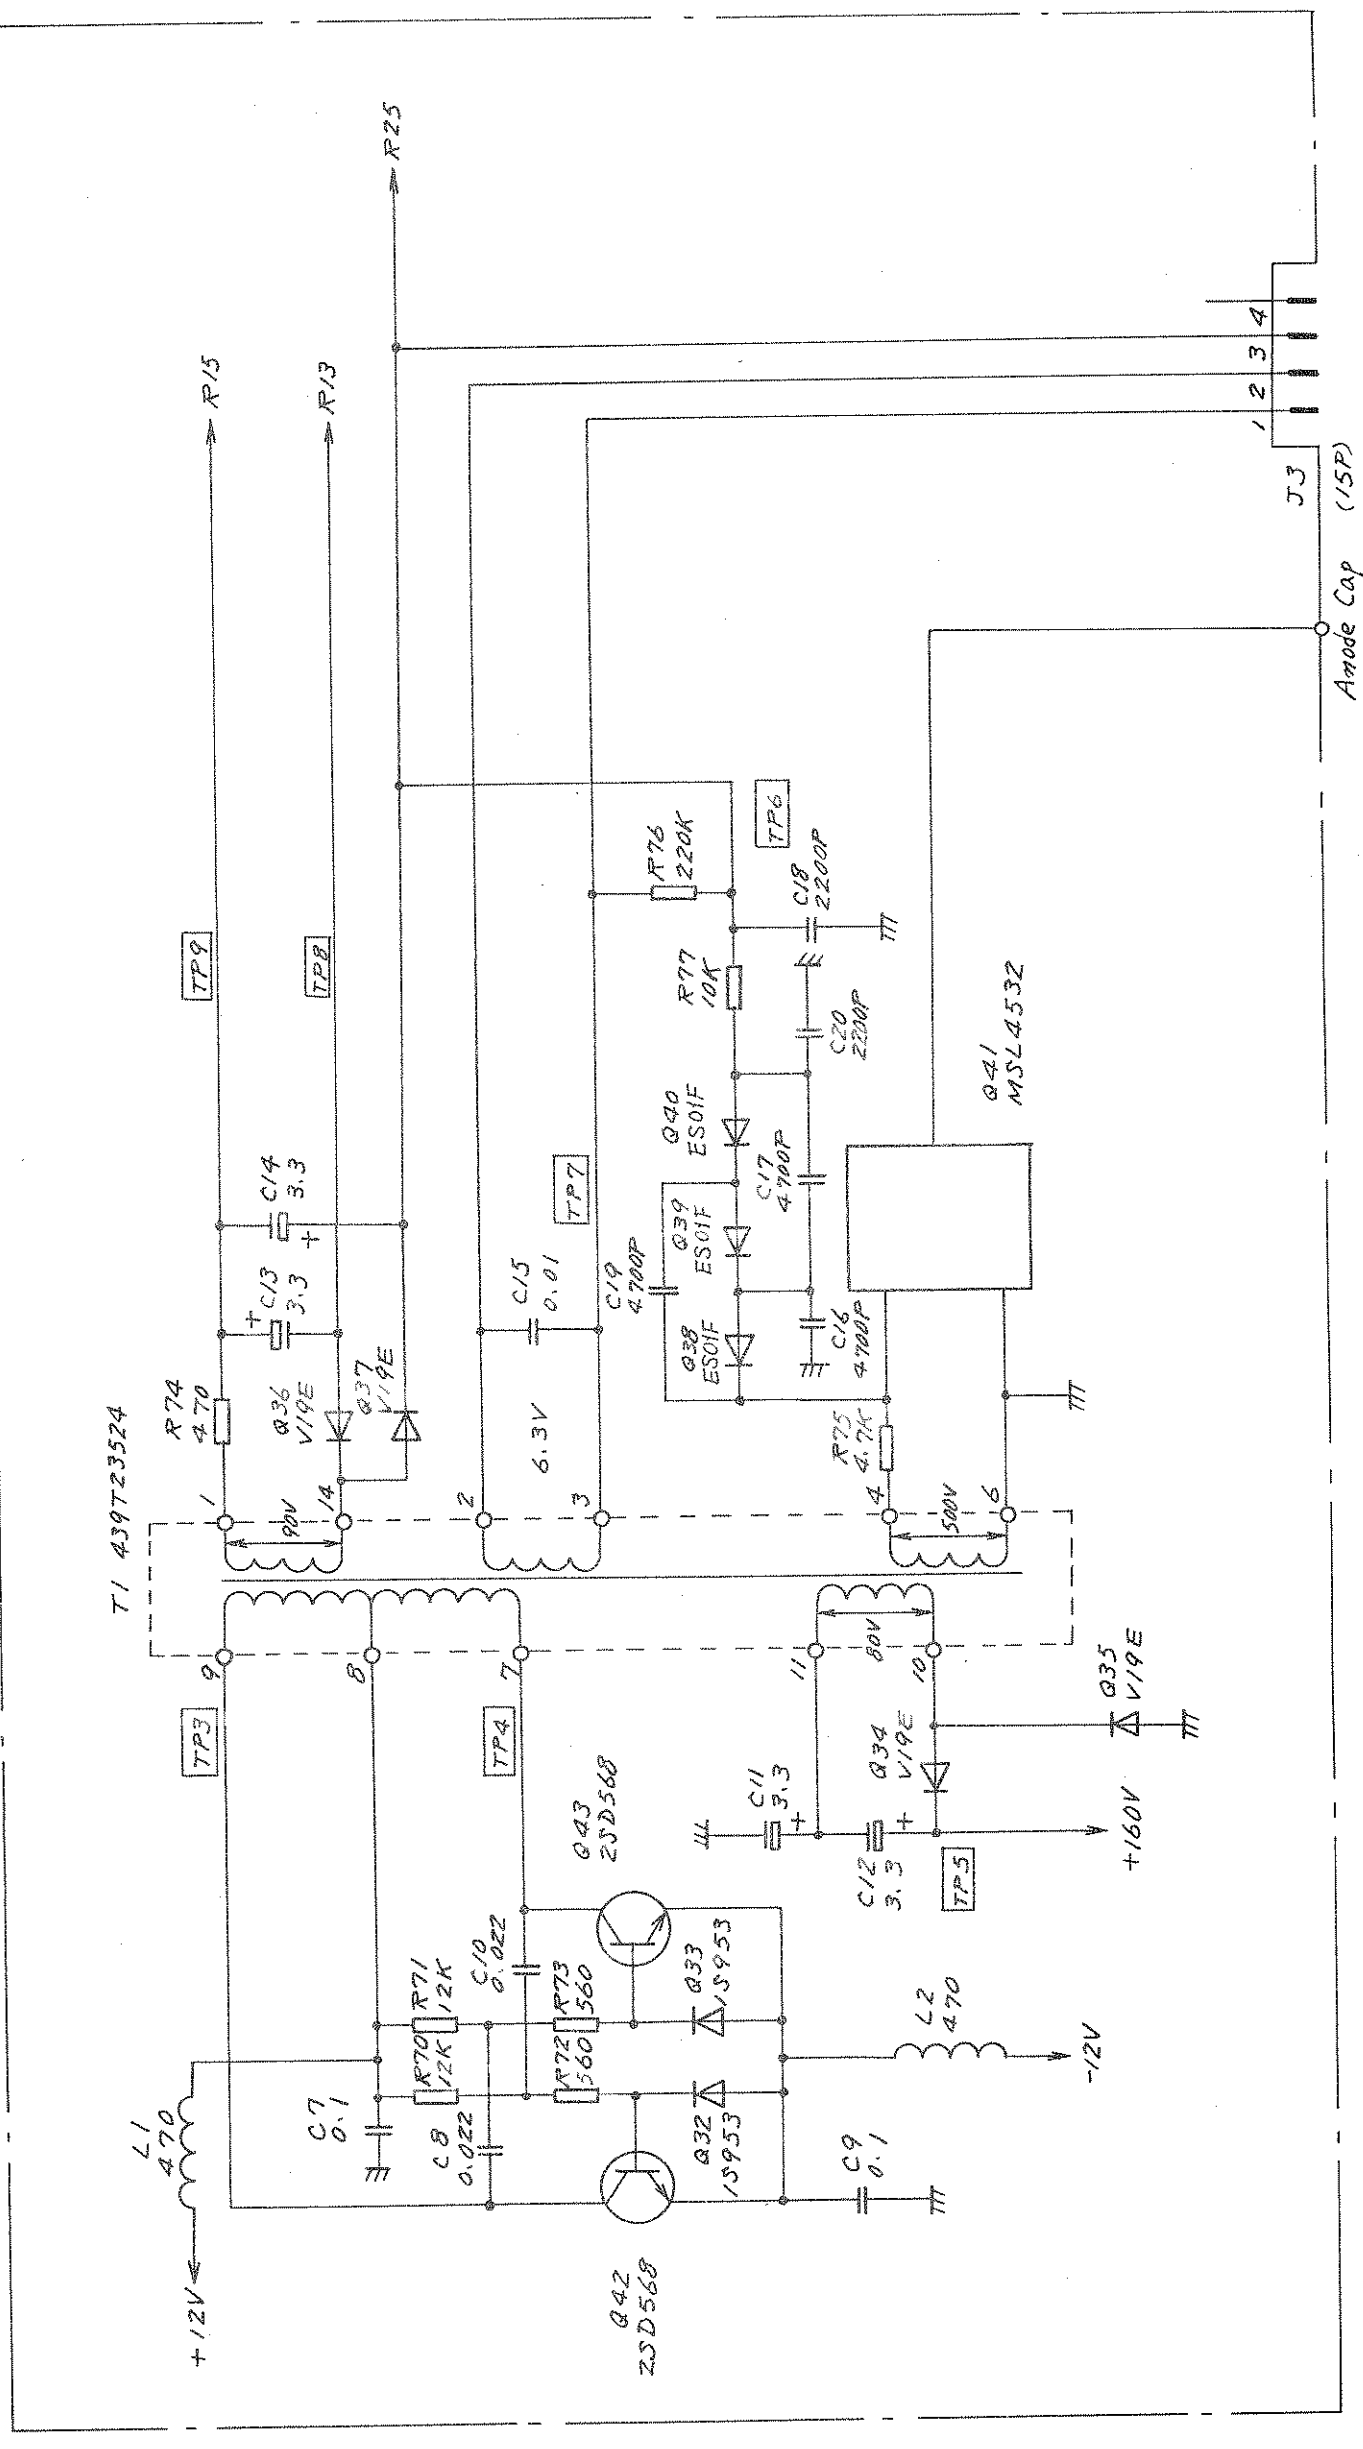 T1 439T23524
+12V
L1
470
C7
0.1
C8
0.022
R70
12K
R71
12K
C10
0.022
R72
560
R73
560
Q42
2SD568
Q43
2SD568
Q32
1S953
Q33
1S953
C9
0.1
L2
470
-12V
TP3
TP4
9
8
7
11
10
80V
C11
3.3
+
C12
3.3
+
TP5
Q34
V19E
Q35
V19E
+160V
1
14
90V
2
3
6.3V
4
6
500V
R74
470
Q36
V19E
Q37
V19E
C13
3.3
+
C14
3.3
+
TP9
TP8
R15
R13
R25
C15
0.01
TP7
R75
4.7K
C19
4700P
Q38
ES01F
Q39
ES01F
Q40
ES01F
C16
4700P
C17
4700P
C20
2200P
R77
10K
R76
220K
C18
2200P
TP6
Q41
MSL4532
1
2
3
4
J3
(15P)
Anode Cap